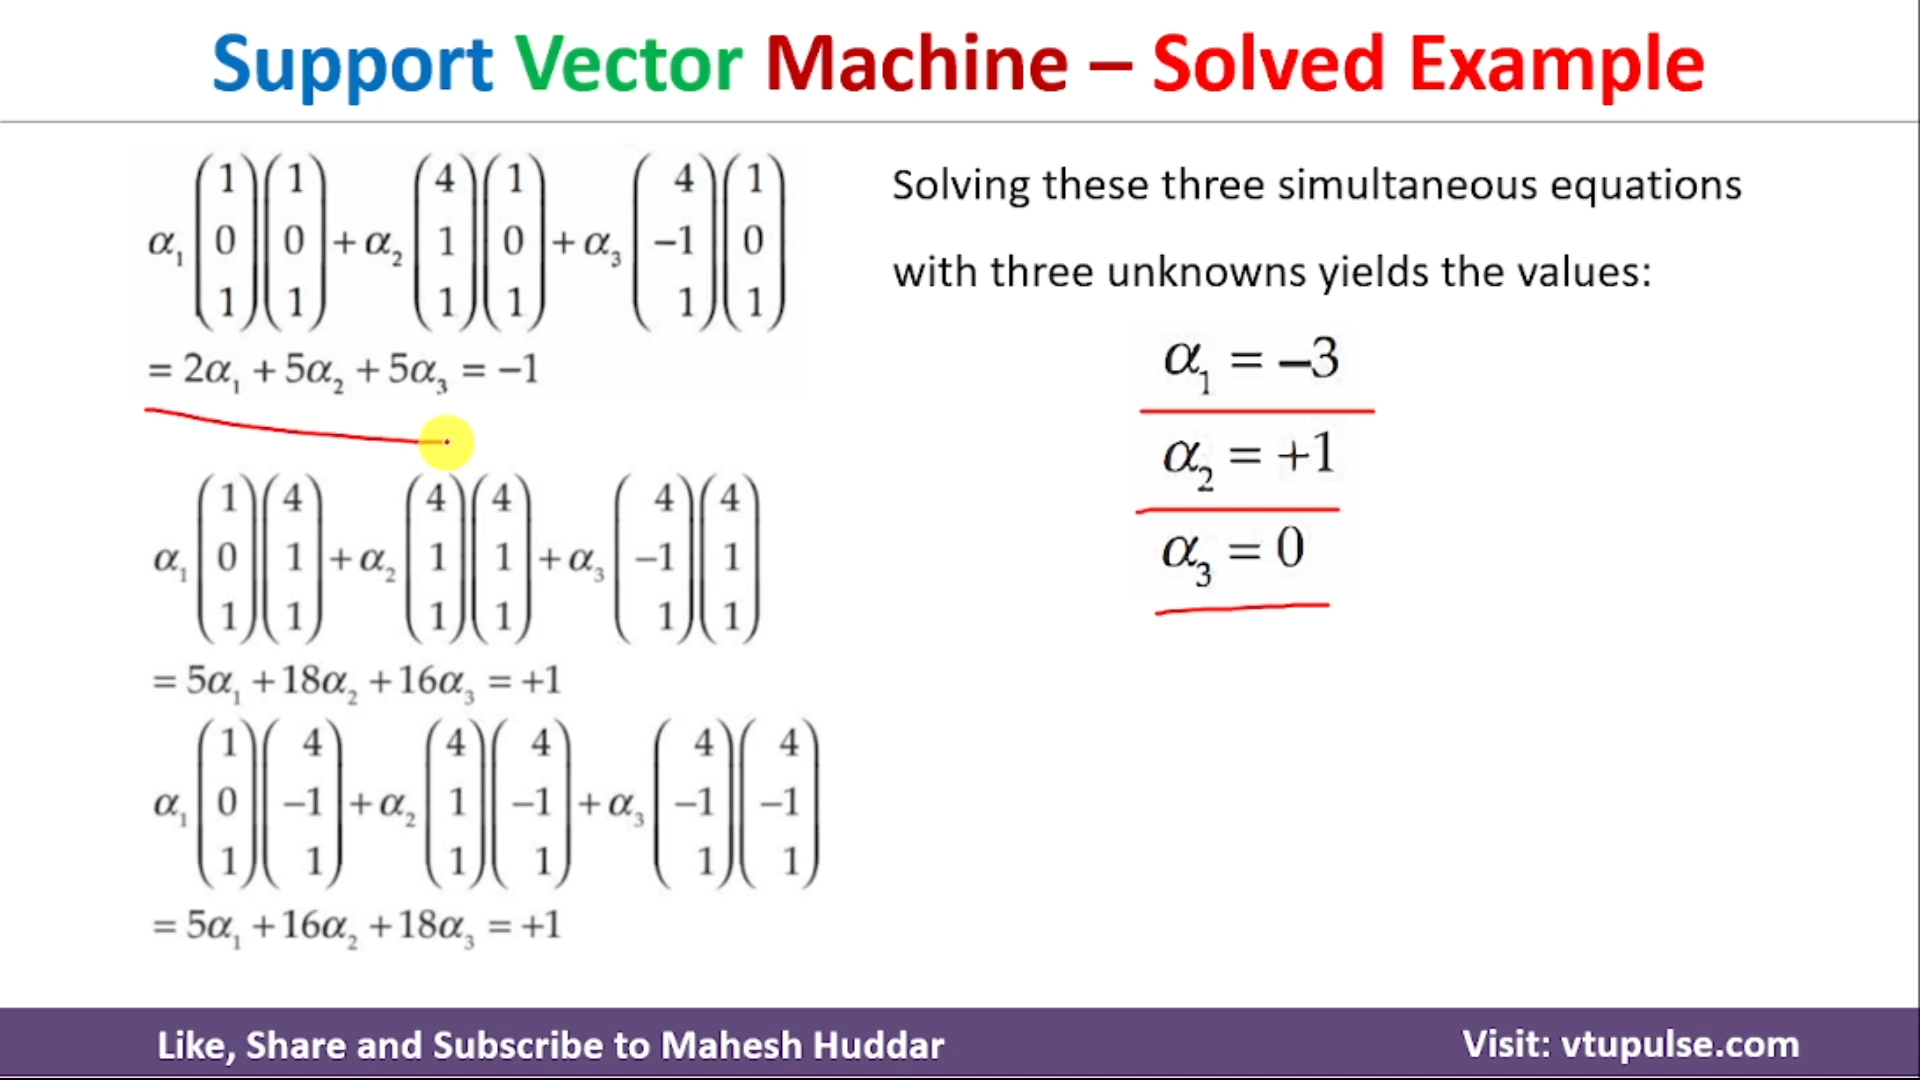 Support Vector Machine – Solved Example
α₁ (1 0 1) (1 0 1) + α₂ (4 1 1) (1 0 1) + α₃ (4 −1 1) (1 0 1)
= 2α₁ + 5α₂ + 5α₃ = −1
α₁ (1 0 1) (4 1 1) + α₂ (4 1 1) (4 1 1) + α₃ (4 −1 1) (4 1 1)
= 5α₁ + 18α₂ + 16α₃ = +1
α₁ (1 0 1) (4 −1 1) + α₂ (4 1 1) (4 −1 1) + α₃ (4 −1 1) (4 −1 1)
= 5α₁ + 16α₂ + 18α₃ = +1
Solving these three simultaneous equations
with three unknowns yields the values:
α₁ = −3
α₂ = +1
α₃ = 0
Like, Share and Subscribe to Mahesh Huddar
Visit: vtupulse.com